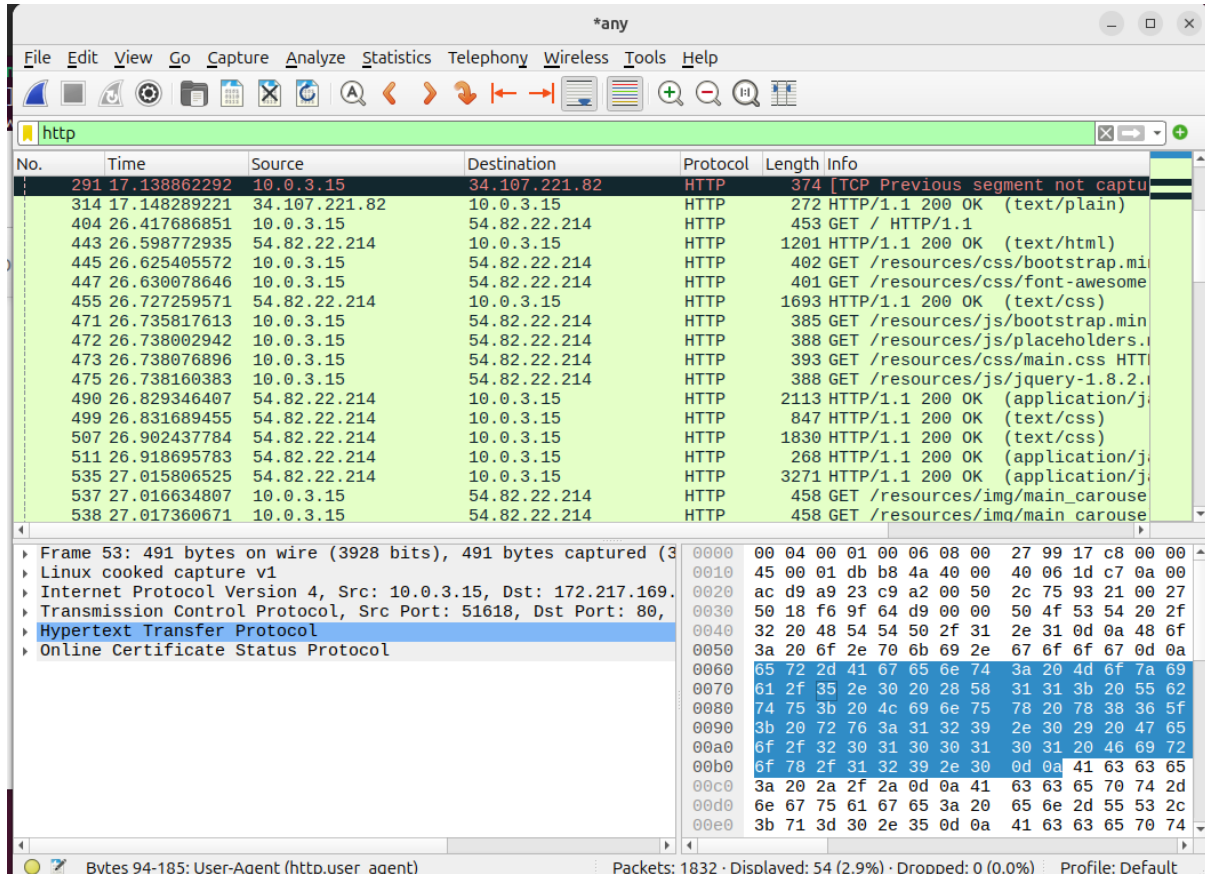 *any
File Edit View Go Capture Analyze Statistics Telephony Wireless Tools Help
http
No. Time Source Destination Protocol Length Info
291 17.138862292 10.0.3.15 34.107.221.82 HTTP 374 [TCP Previous segment not captu
314 17.148289221 34.107.221.82 10.0.3.15 HTTP 272 HTTP/1.1 200 OK (text/plain)
404 26.417686851 10.0.3.15 54.82.22.214 HTTP 453 GET / HTTP/1.1
443 26.598772935 54.82.22.214 10.0.3.15 HTTP 1201 HTTP/1.1 200 OK (text/html)
445 26.625405572 10.0.3.15 54.82.22.214 HTTP 402 GET /resources/css/bootstrap.mi
447 26.630078646 10.0.3.15 54.82.22.214 HTTP 401 GET /resources/css/font-awesome
455 26.727259571 54.82.22.214 10.0.3.15 HTTP 1693 HTTP/1.1 200 OK (text/css)
471 26.735817613 10.0.3.15 54.82.22.214 HTTP 385 GET /resources/js/bootstrap.min
472 26.738002942 10.0.3.15 54.82.22.214 HTTP 388 GET /resources/js/placeholders.
473 26.738076896 10.0.3.15 54.82.22.214 HTTP 393 GET /resources/css/main.css HTT
475 26.738160383 10.0.3.15 54.82.22.214 HTTP 388 GET /resources/js/jquery-1.8.2.
490 26.829346407 54.82.22.214 10.0.3.15 HTTP 2113 HTTP/1.1 200 OK (application/j
499 26.831689455 54.82.22.214 10.0.3.15 HTTP 847 HTTP/1.1 200 OK (text/css)
507 26.902437784 54.82.22.214 10.0.3.15 HTTP 1830 HTTP/1.1 200 OK (text/css)
511 26.918695783 54.82.22.214 10.0.3.15 HTTP 268 HTTP/1.1 200 OK (application/j
535 27.015806525 54.82.22.214 10.0.3.15 HTTP 3271 HTTP/1.1 200 OK (application/j
537 27.016634807 10.0.3.15 54.82.22.214 HTTP 458 GET /resources/img/main_carouse
538 27.017360671 10.0.3.15 54.82.22.214 HTTP 458 GET /resources/img/main_carouse
Frame 53: 491 bytes on wire (3928 bits), 491 bytes captured (3
Linux cooked capture v1
Internet Protocol Version 4, Src: 10.0.3.15, Dst: 172.217.169.
Transmission Control Protocol, Src Port: 51618, Dst Port: 80,
Hypertext Transfer Protocol
Online Certificate Status Protocol
0000 00 04 00 01 00 06 08 00 27 99 17 c8 00 00
0010 45 00 01 db b8 4a 40 00 40 06 1d c7 0a 00
0020 ac d9 a9 23 c9 a2 00 50 2c 75 93 21 00 27
0030 50 18 f6 9f 64 d9 00 00 50 4f 53 54 20 2f
0040 32 20 48 54 54 50 2f 31 2e 31 0d 0a 48 6f
0050 3a 20 6f 2e 70 6b 69 2e 67 6f 6f 67 0d 0a
0060 65 72 2d 41 67 65 6e 74 3a 20 4d 6f 7a 69
0070 61 2f 35 2e 30 20 28 58 31 31 3b 20 55 62
0080 74 75 3b 20 4c 69 6e 75 78 20 78 38 36 5f
0090 3b 20 72 76 3a 31 32 39 2e 30 29 20 47 65
00a0 6f 2f 32 30 31 30 30 31 30 31 20 46 69 72
00b0 6f 78 2f 31 32 39 2e 30 0d 0a 41 63 63 65
00c0 3a 20 2a 2f 2a 0d 0a 41 63 63 65 70 74 2d
00d0 6e 67 75 61 67 65 3a 20 65 6e 2d 55 53 2c
00e0 3b 71 3d 30 2e 35 0d 0a 41 63 63 65 70 74
Bytes 94-185: User-Agent (http.user_agent) Packets: 1832 · Displayed: 54 (2.9%) · Dropped: 0 (0.0%) Profile: Default